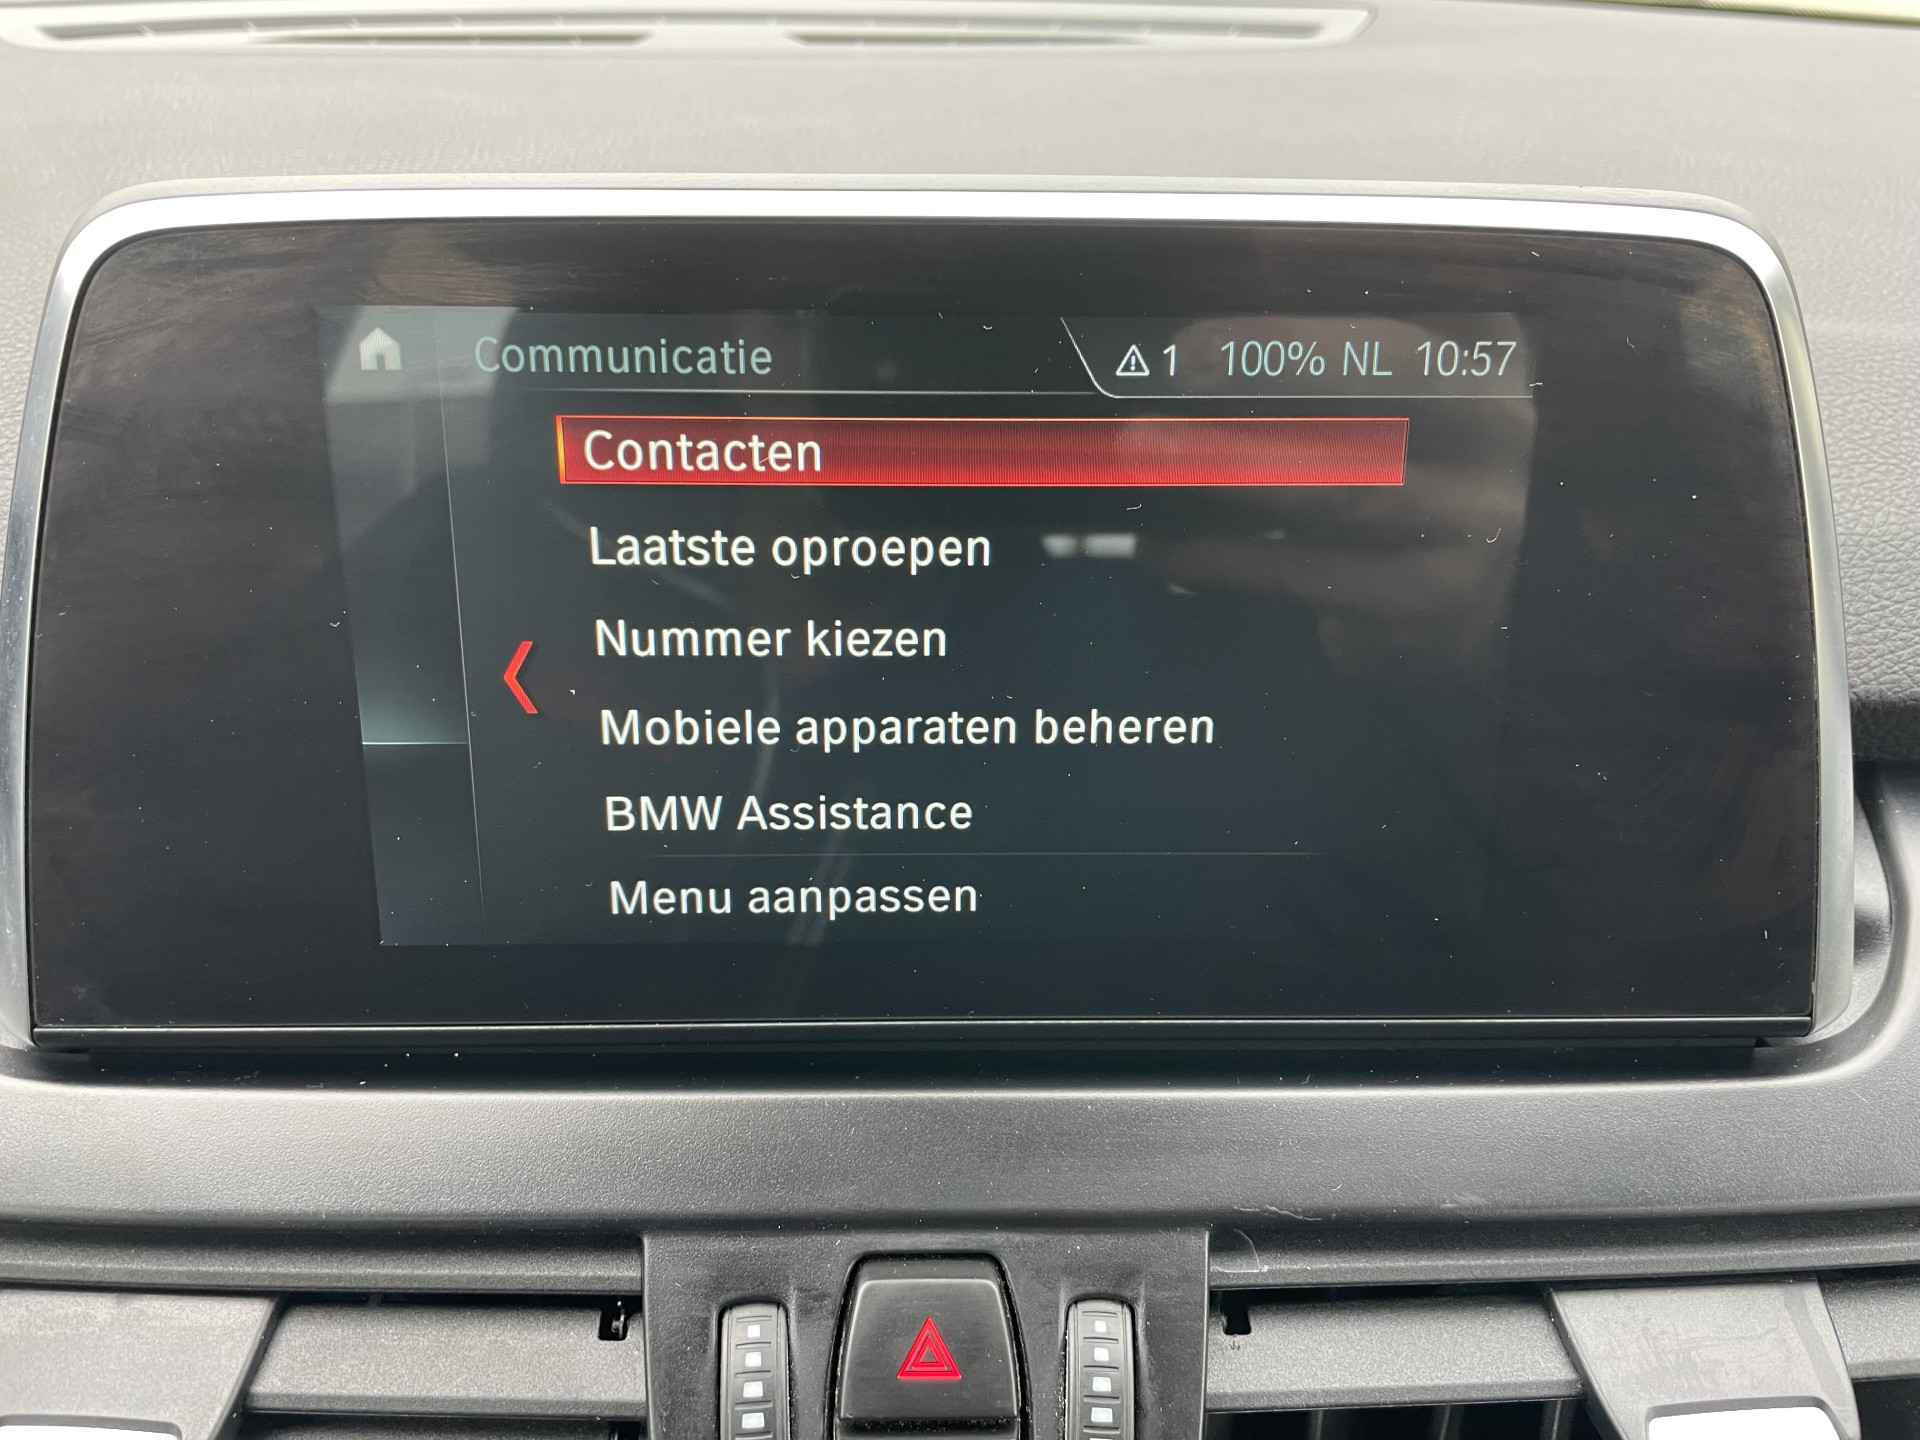 Communicatie
1 100% NL 10:57
Contacten
Laatste oproepen
Nummer kiezen
Mobiele apparaten beheren
BMW Assistance
Menu aanpassen